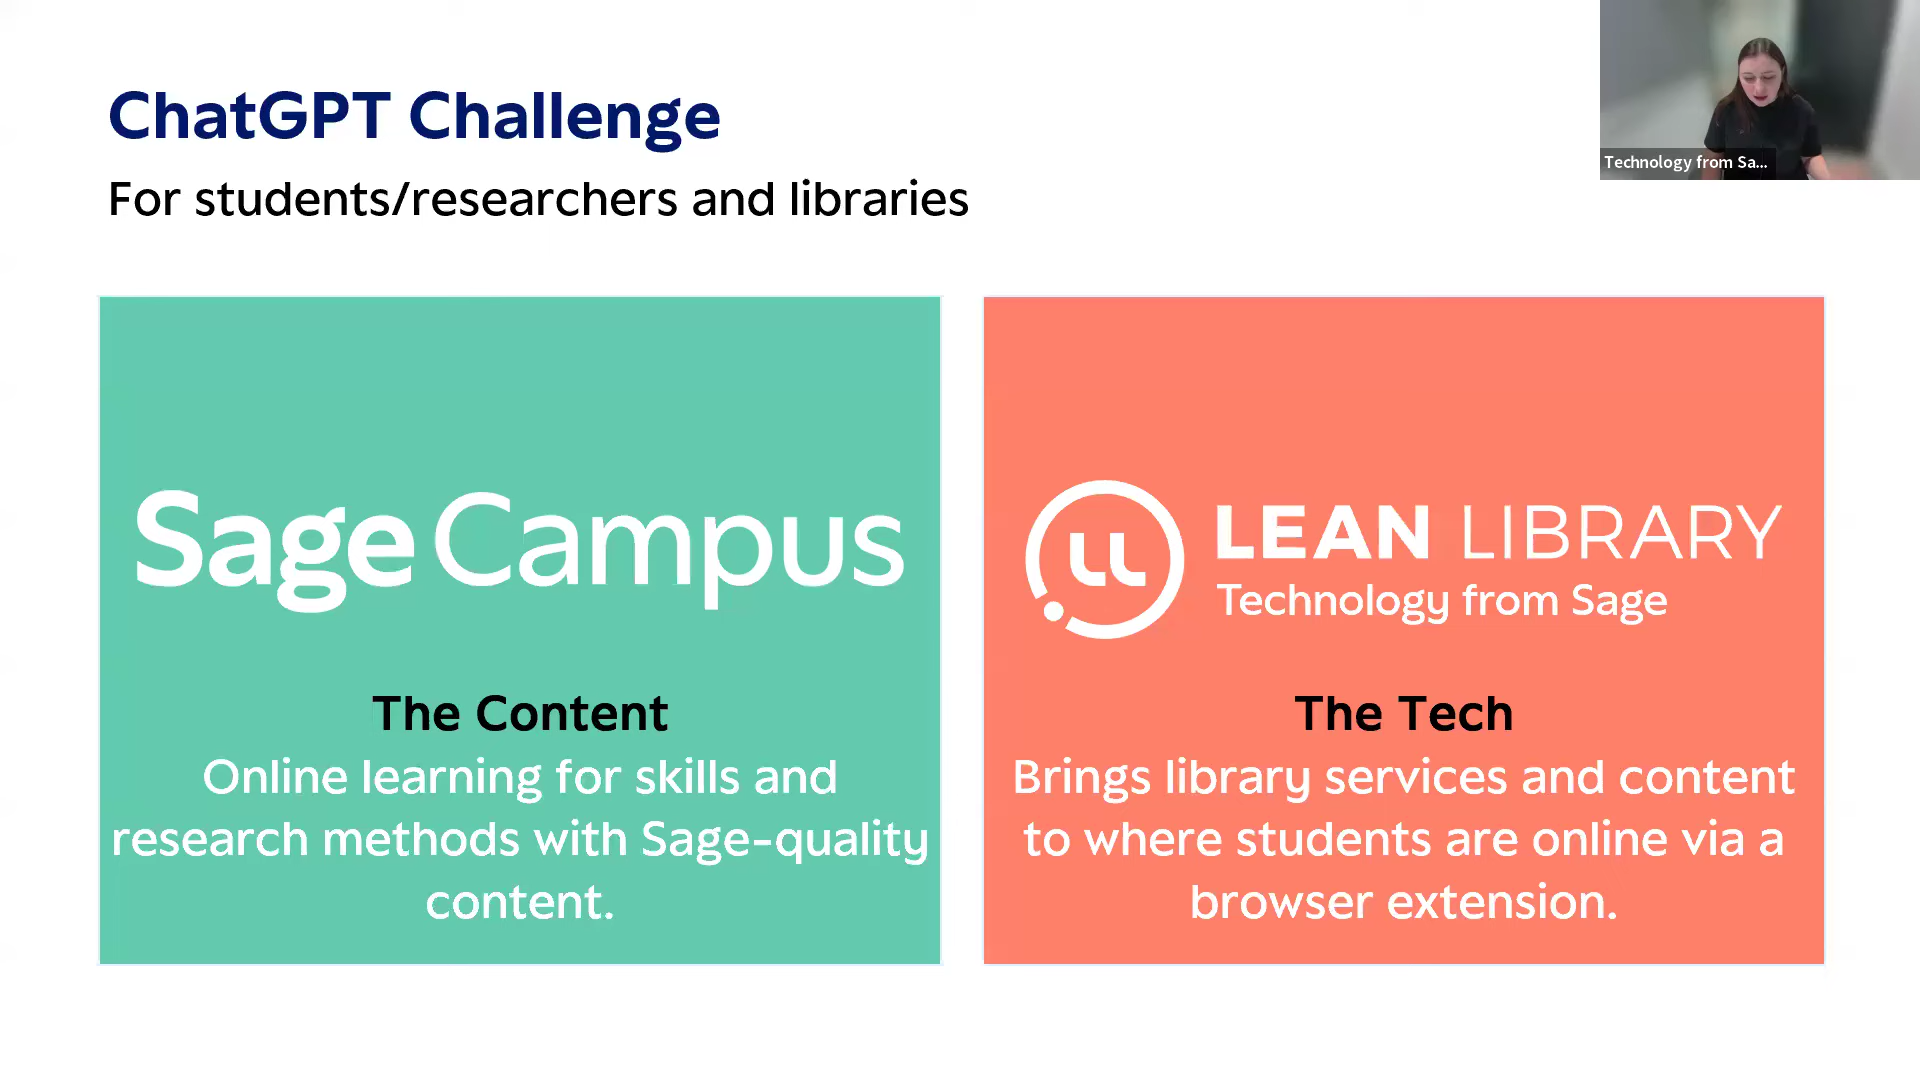 ChatGPT Challenge
For students/researchers and libraries
Technology from Sa...
Sage Campus
The Content
Online learning for skills and
research methods with Sage-quality
content.
LEAN LIBRARY
Technology from Sage
The Tech
Brings library services and content
to where students are online via a
browser extension.